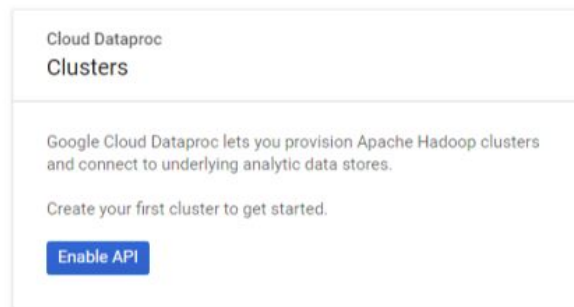 Cloud Dataproc
Clusters
Google Cloud Dataproc lets you provision Apache Hadoop clusters
and connect to underlying analytic data stores.
Create your first cluster to get started.
Enable API